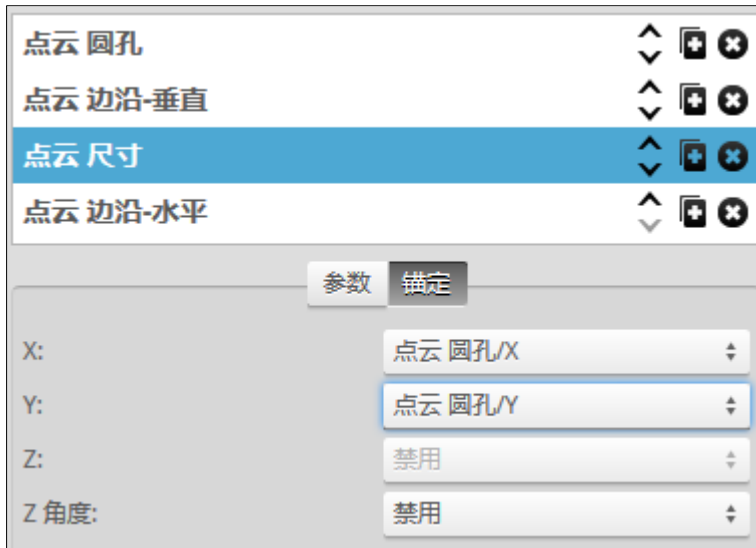 点云 圆孔
点云 边沿-垂直
点云 尺寸
点云 边沿-水平
参数 锚定
X: 点云 圆孔/X
Y: 点云 圆孔/Y
Z: 禁用
Z 角度: 禁用